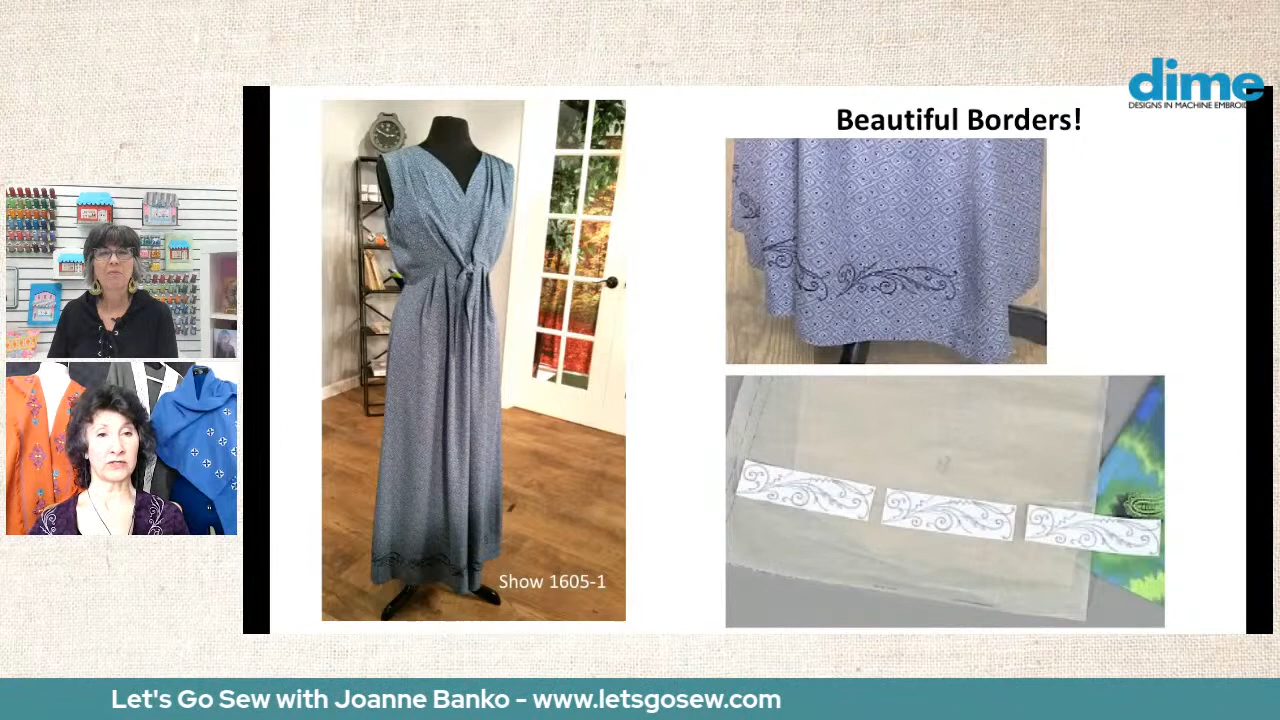 dime
DESIGNS IN MACHINE EMBROI
Beautiful Borders!
Show 1605-1
Let's Go Sew with Joanne Banko - www.letsgosew.com